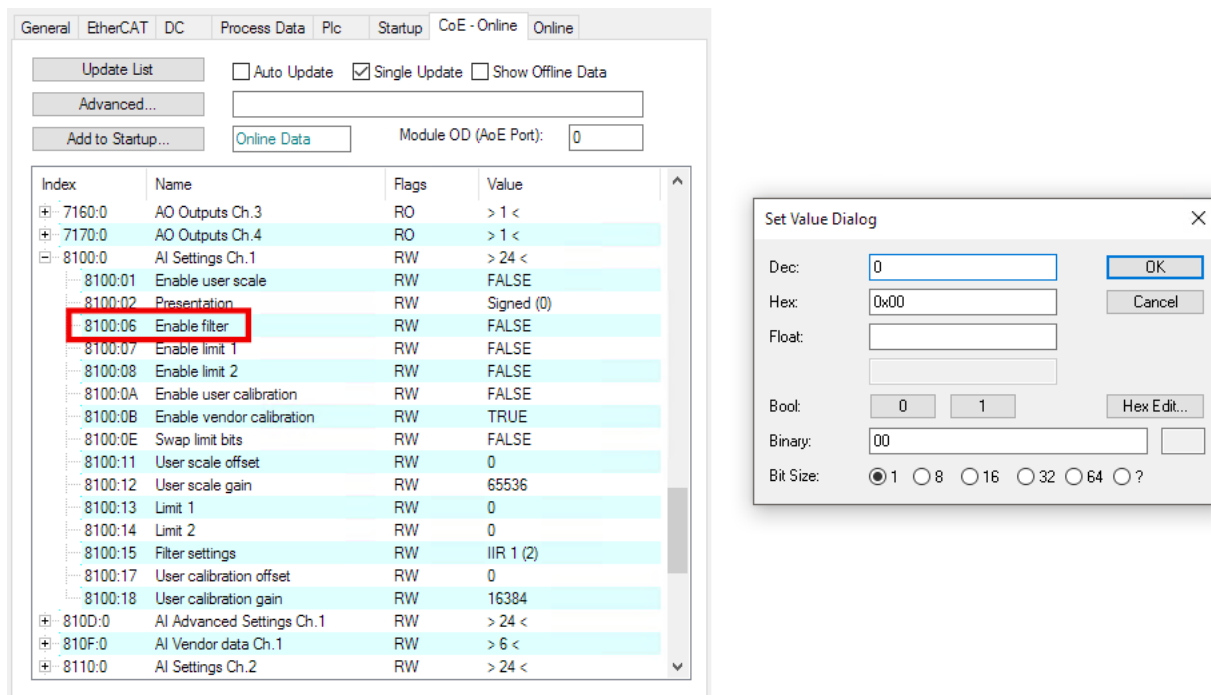 General EtherCAT DC Process Data Plc Startup CoE - Online Online
Update List Auto Update Single Update Show Offline Data
Advanced...
Add to Startup... Online Data Module OD (AoE Port): 0
Index Name Flags Value
7160:0 AO Outputs Ch.3 RO > 1 <
7170:0 AO Outputs Ch.4 RO > 1 <
8100:0 AI Settings Ch.1 RW > 24 <
8100:01 Enable user scale RW FALSE
8100:02 Presentation RW Signed (0)
8100:06 Enable filter RW FALSE
8100:07 Enable limit 1 RW FALSE
8100:08 Enable limit 2 RW FALSE
8100:0A Enable user calibration RW FALSE
8100:0B Enable vendor calibration RW TRUE
8100:0E Swap limit bits RW FALSE
8100:11 User scale offset RW 0
8100:12 User scale gain RW 65536
8100:13 Limit 1 RW 0
8100:14 Limit 2 RW 0
8100:15 Filter settings RW IIR 1 (2)
8100:17 User calibration offset RW 0
8100:18 User calibration gain RW 16384
810D:0 AI Advanced Settings Ch.1 RW > 24 <
810F:0 AI Vendor data Ch.1 RW > 6 <
8110:0 AI Settings Ch.2 RW > 24 <
Set Value Dialog
Dec: 0 OK
Hex: 0x00 Cancel
Float:
Bool: 0 1 Hex Edit...
Binary: 00
Bit Size: 1 8 16 32 64 ?